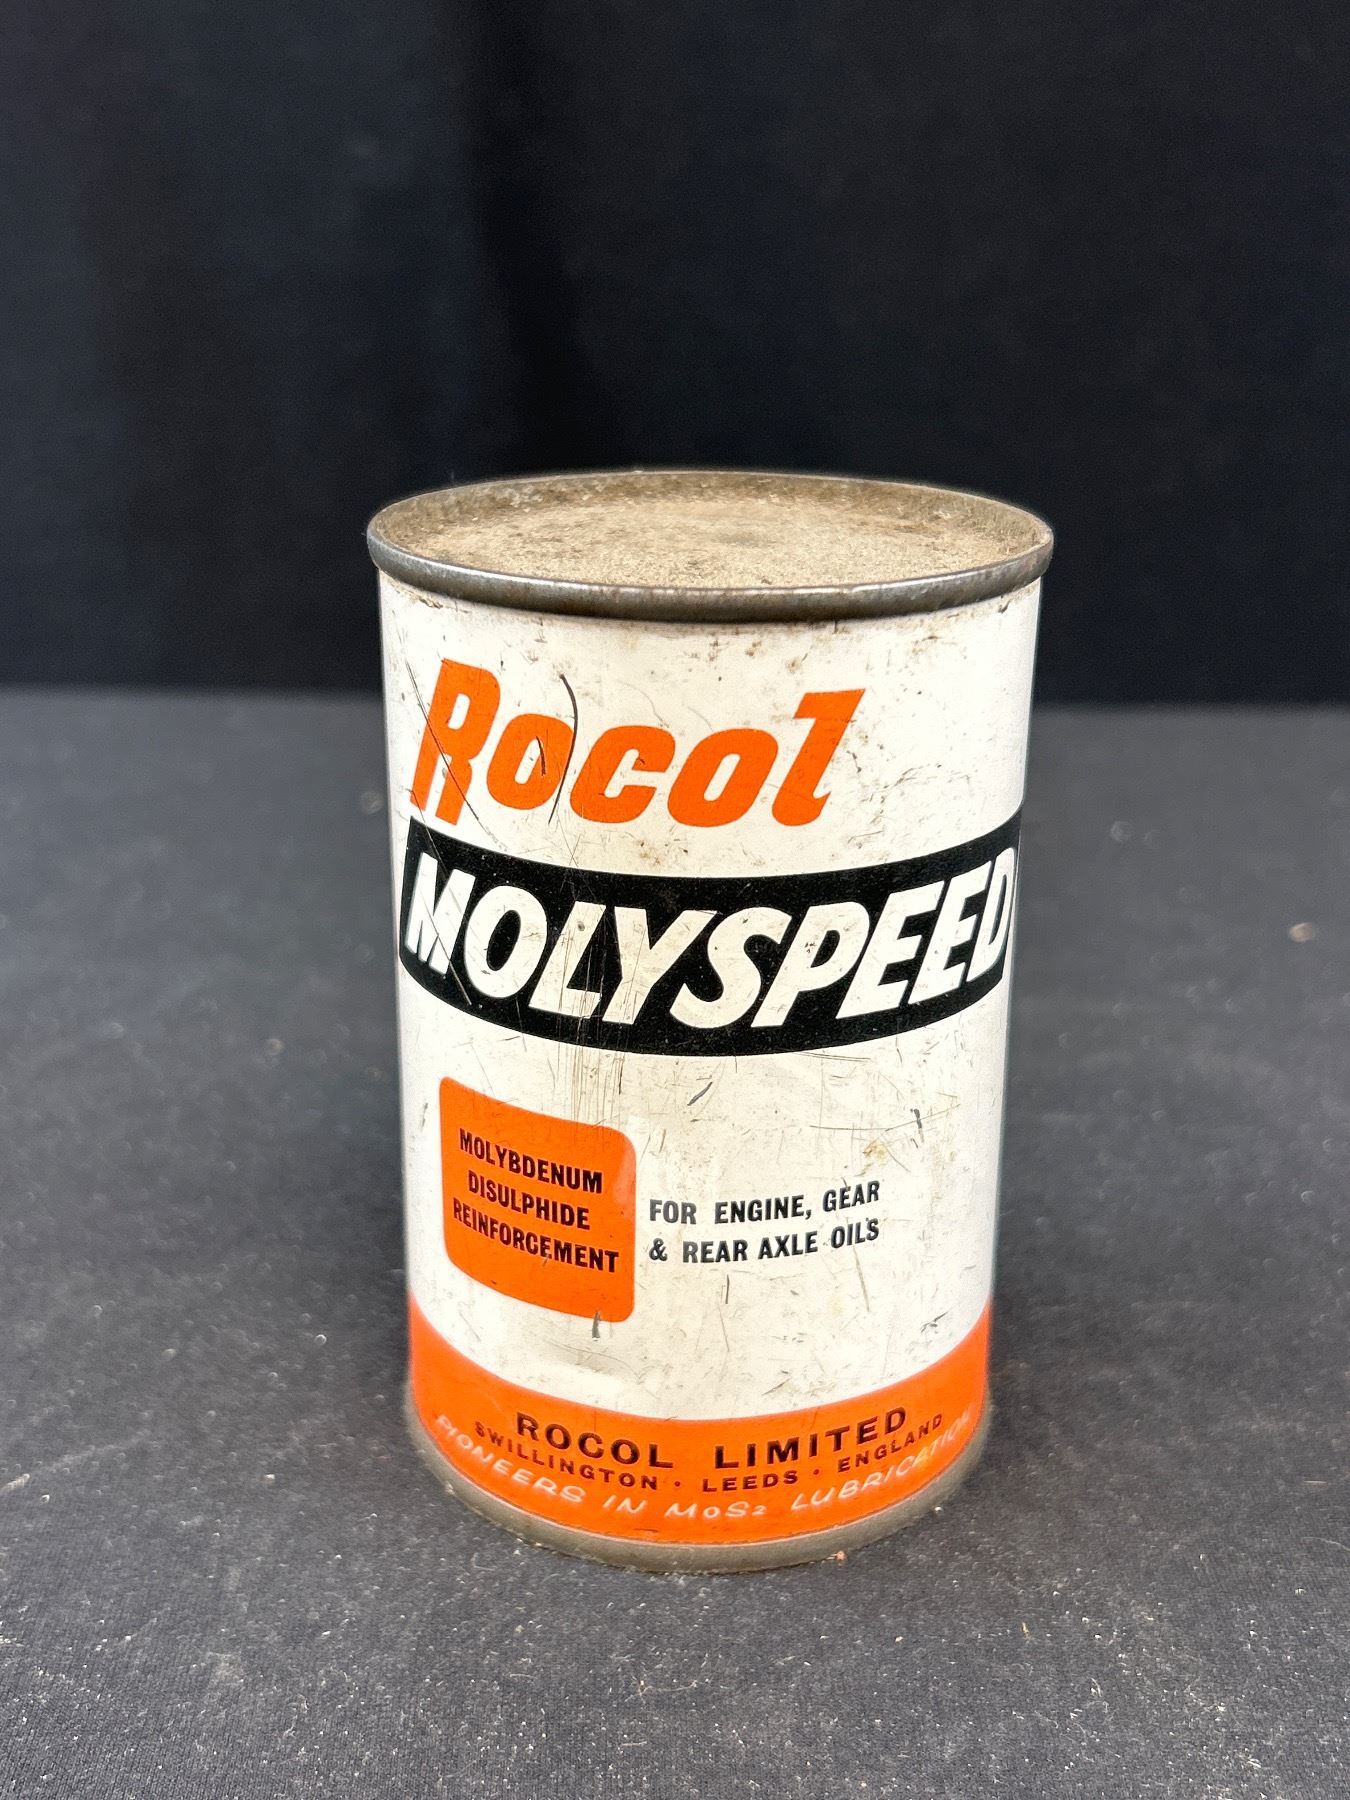 Rocol
MOLYSPEED
MOLYBDENUM
DISULPHIDE
REINFORCEMENT
FOR ENGINE, GEAR
& REAR AXLE OILS
ROCOL LIMITED
SWILLINGTON · LEEDS · ENGLAND
PIONEERS IN MoS2 LUBRICATION